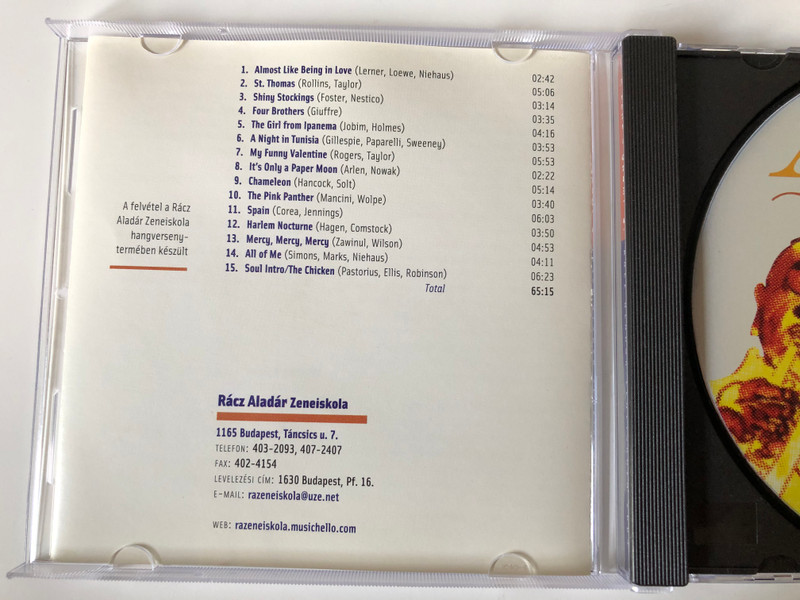 1. Almost Like Being in Love (Lerner, Loewe, Niehaus) 02:42
2. St. Thomas (Rollins, Taylor) 05:06
3. Shiny Stockings (Foster, Nestico) 03:14
4. Four Brothers (Giuffre) 03:35
5. The Girl from Ipanema (Jobim, Holmes) 04:16
6. A Night in Tunisia (Gillespie, Paparelli, Sweeney) 03:53
7. My Funny Valentine (Rogers, Taylor) 05:53
8. It's Only a Paper Moon (Arlen, Nowak) 02:22
9. Chameleon (Hancock, Solt) 05:14
10. The Pink Panther (Mancini, Wolpe) 03:40
11. Spain (Corea, Jennings) 06:03
12. Harlem Nocturne (Hagen, Comstock) 03:50
13. Mercy, Mercy, Mercy (Zawinul, Wilson) 04:53
14. All of Me (Simons, Marks, Niehaus) 04:11
15. Soul Intro/The Chicken (Pastorius, Ellis, Robinson) 06:23
Total 65:15
A felvétel a Rácz
Aladár Zeneiskola
hangverseny-
termében készült
Rácz Aladár Zeneiskola
1165 Budapest, Táncsics u. 7.
TELEFON: 403-2093, 407-2407
FAX: 402-4154
LEVELEZÉSI CÍM: 1630 Budapest, Pf. 16.
E-MAIL: razeneiskola@uze.net
WEB: razeneiskola.musichello.com